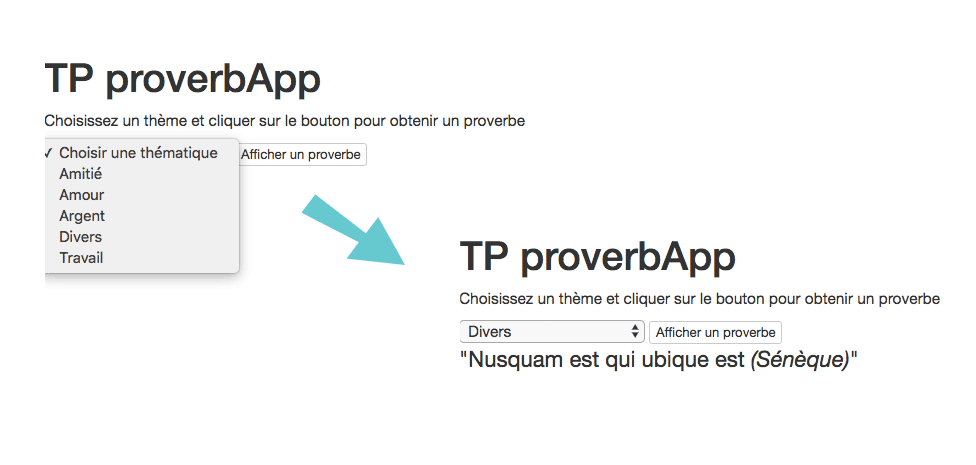 TP proverbApp
Choisissez un thème et cliquer sur le bouton pour obtenir un proverbe
✓ Choisir une thématique
Afficher un proverbe
Amitié
Amour
Argent
Divers
Travail
TP proverbApp
Choisissez un thème et cliquer sur le bouton pour obtenir un proverbe
Divers
Afficher un proverbe
"Nusquam est qui ubique est (Sénèque)"